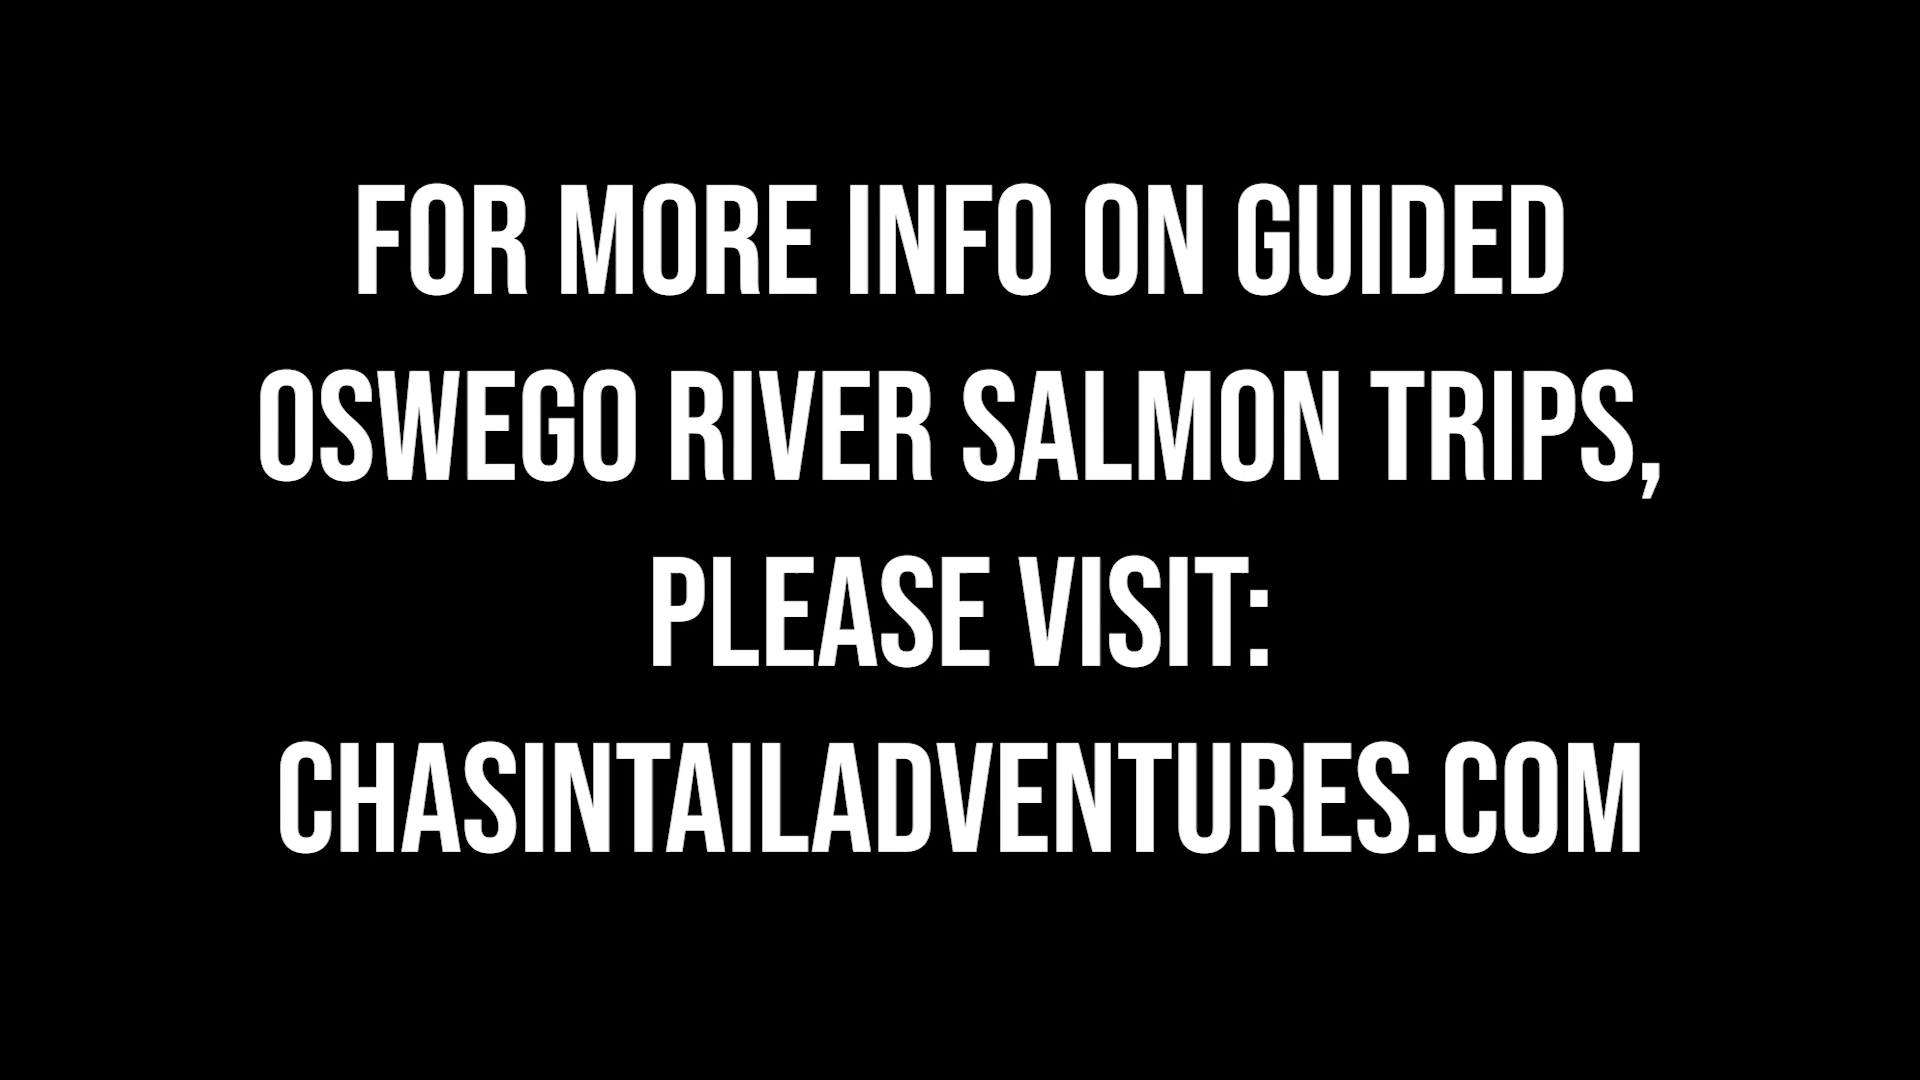 FOR MORE INFO ON GUIDED
OSWEGO RIVER SALMON TRIPS,
PLEASE VISIT:
CHASINTAILADVENTURES.COM